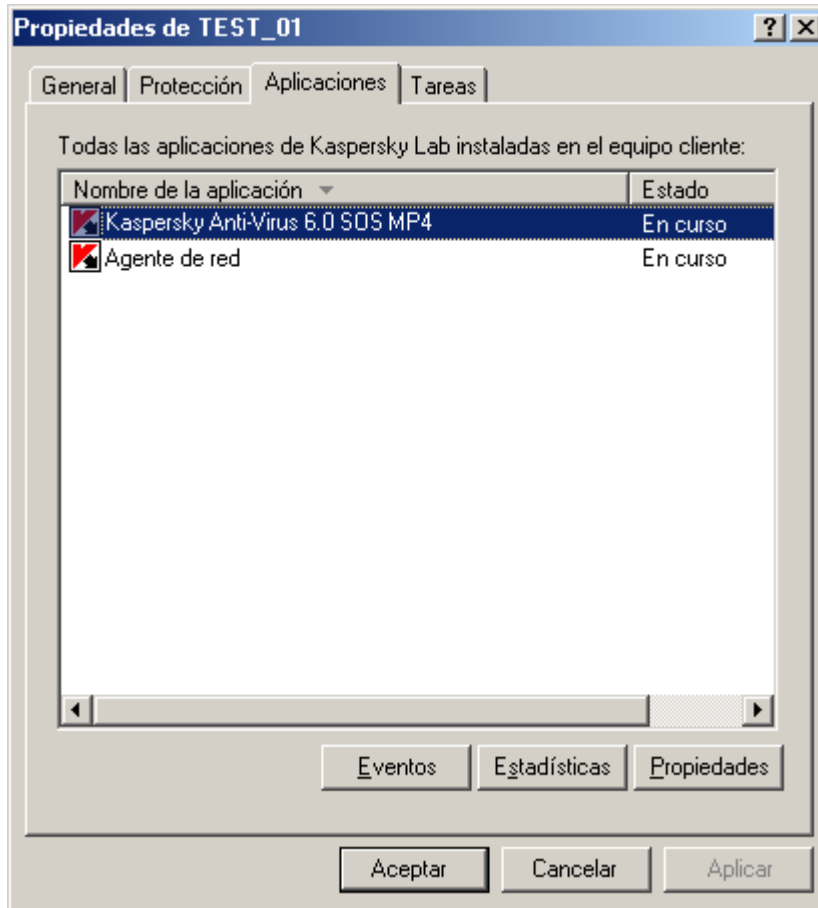 Propiedades de TEST_01
General Protección Aplicaciones Tareas
Todas las aplicaciones de Kaspersky Lab instaladas en el equipo cliente:
Nombre de la aplicación Estado
Kaspersky Anti-Virus 6.0 SOS MP4 En curso
Agente de red En curso
Eventos Estadísticas Propiedades
Aceptar Cancelar Aplicar